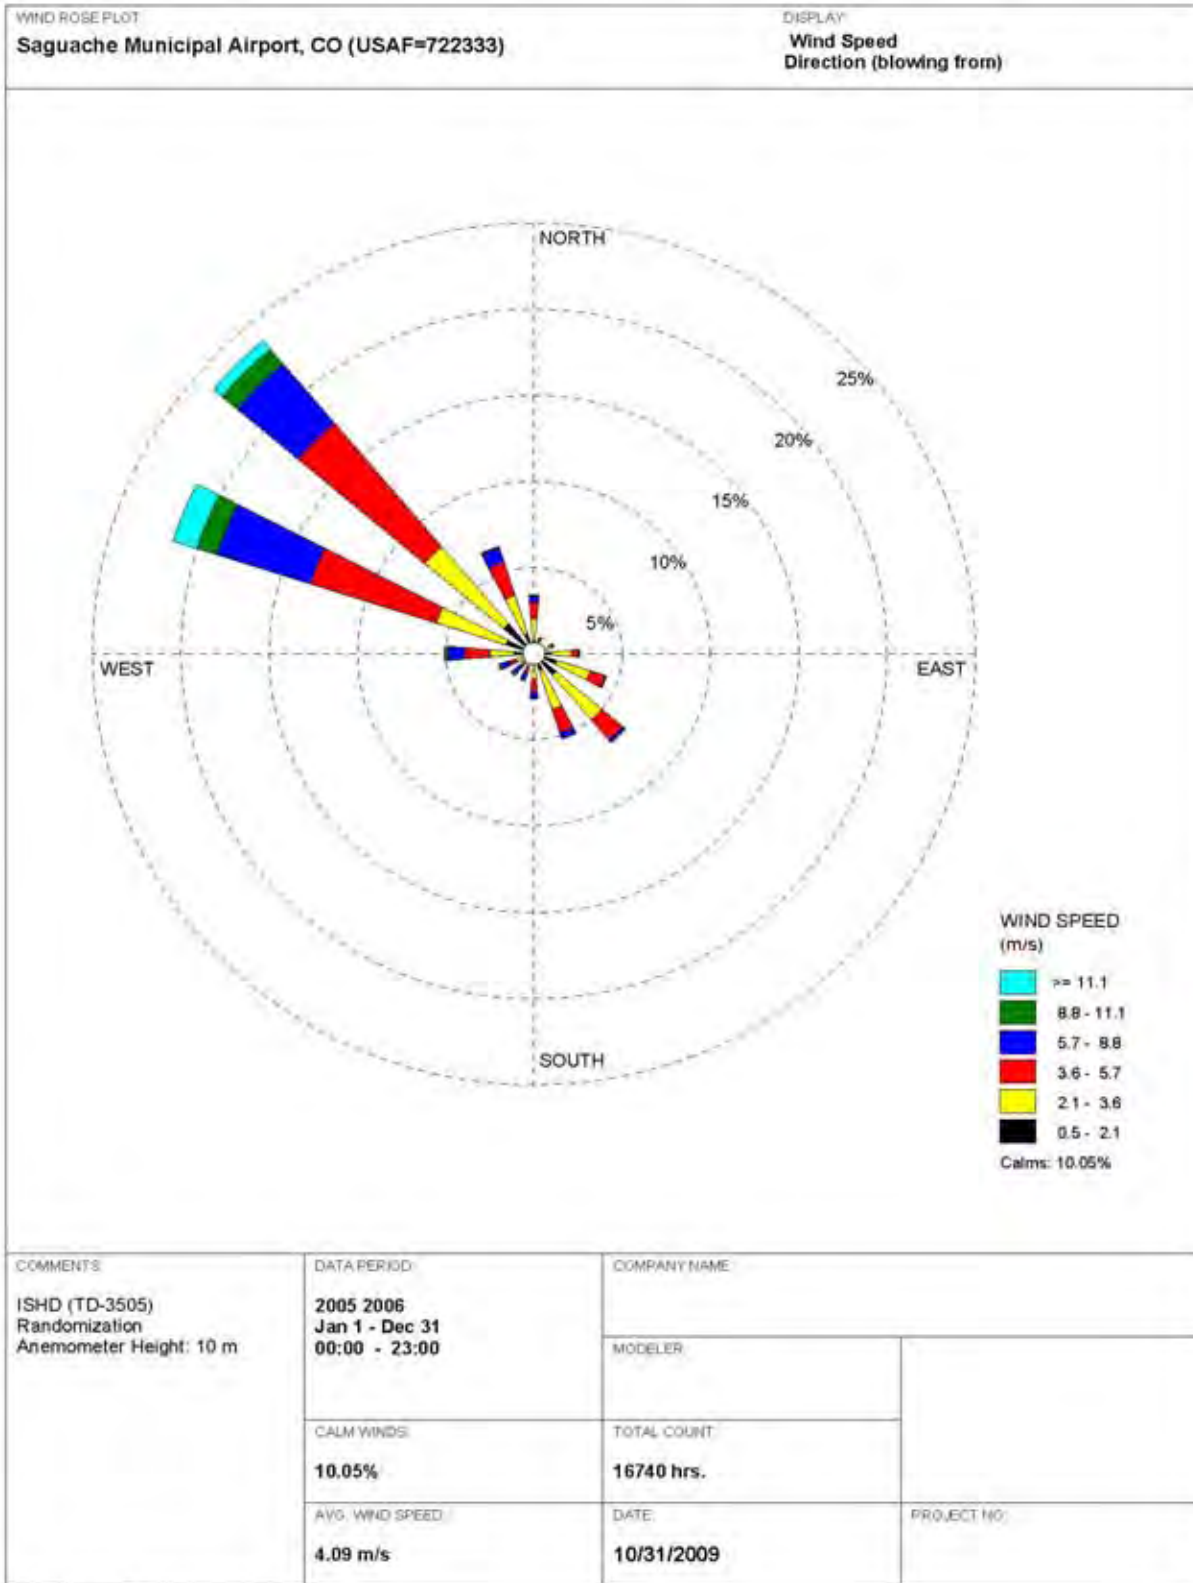 WIND ROSE PLOT
Saguache Municipal Airport, CO (USAF=722333)
DISPLAY
Wind Speed
Direction (blowing from)
NORTH
25%
20%
15%
10%
5%
WEST
EAST
SOUTH
WIND SPEED
(m/s)
>= 11.1
8.8 - 11.1
5.7 - 8.8
3.6 - 5.7
2.1 - 3.6
0.5 - 2.1
Calms: 10.05%
COMMENTS
ISHD (TD-3505)
Randomization
Anemometer Height: 10 m
DATA PERIOD:
2005 2006
Jan 1 - Dec 31
00:00 - 23:00
COMPANY NAME
MODELER
CALM WINDS:
10.05%
TOTAL COUNT:
16740 hrs.
AVG. WIND SPEED:
4.09 m/s
DATE:
10/31/2009
PROJECT NO: